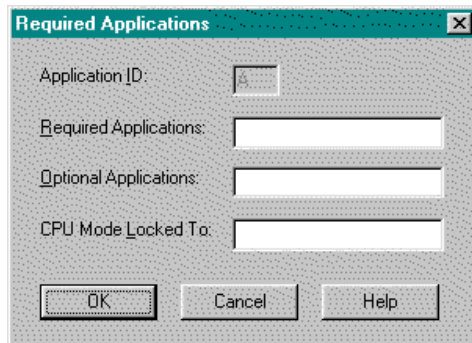 Required Applications
Application ID: A
Required Applications:
Optional Applications:
CPU Mode Locked To:
OK Cancel Help